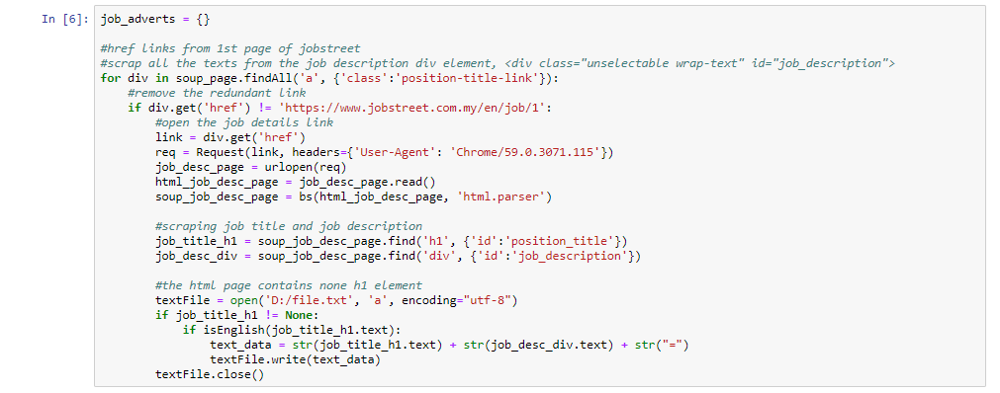 In [6]: job_adverts = {}

#href links from 1st page of jobstreet
#scrap all the texts from the job description div element, <div class="unselectable wrap-text" id="job_description">
for div in soup_page.findAll('a', {'class':'position-title-link'}):
    #remove the redundant link
    if div.get('href') != 'https://www.jobstreet.com.my/en/job/1':
        #open the job details link
        link = div.get('href')
        req = Request(link, headers={'User-Agent': 'Chrome/59.0.3071.115'})
        job_desc_page = urlopen(req)
        html_job_desc_page = job_desc_page.read()
        soup_job_desc_page = bs(html_job_desc_page, 'html.parser')

        #scraping job title and job description
        job_title_h1 = soup_job_desc_page.find('h1', {'id':'position_title'})
        job_desc_div = soup_job_desc_page.find('div', {'id':'job_description'})

        #the html page contains none h1 element
        textFile = open('D:/file.txt', 'a', encoding="utf-8")
        if job_title_h1 != None:
            if isEnglish(job_title_h1.text):
                text_data = str(job_title_h1.text) + str(job_desc_div.text) + str("=")
                textFile.write(text_data)
        textFile.close()